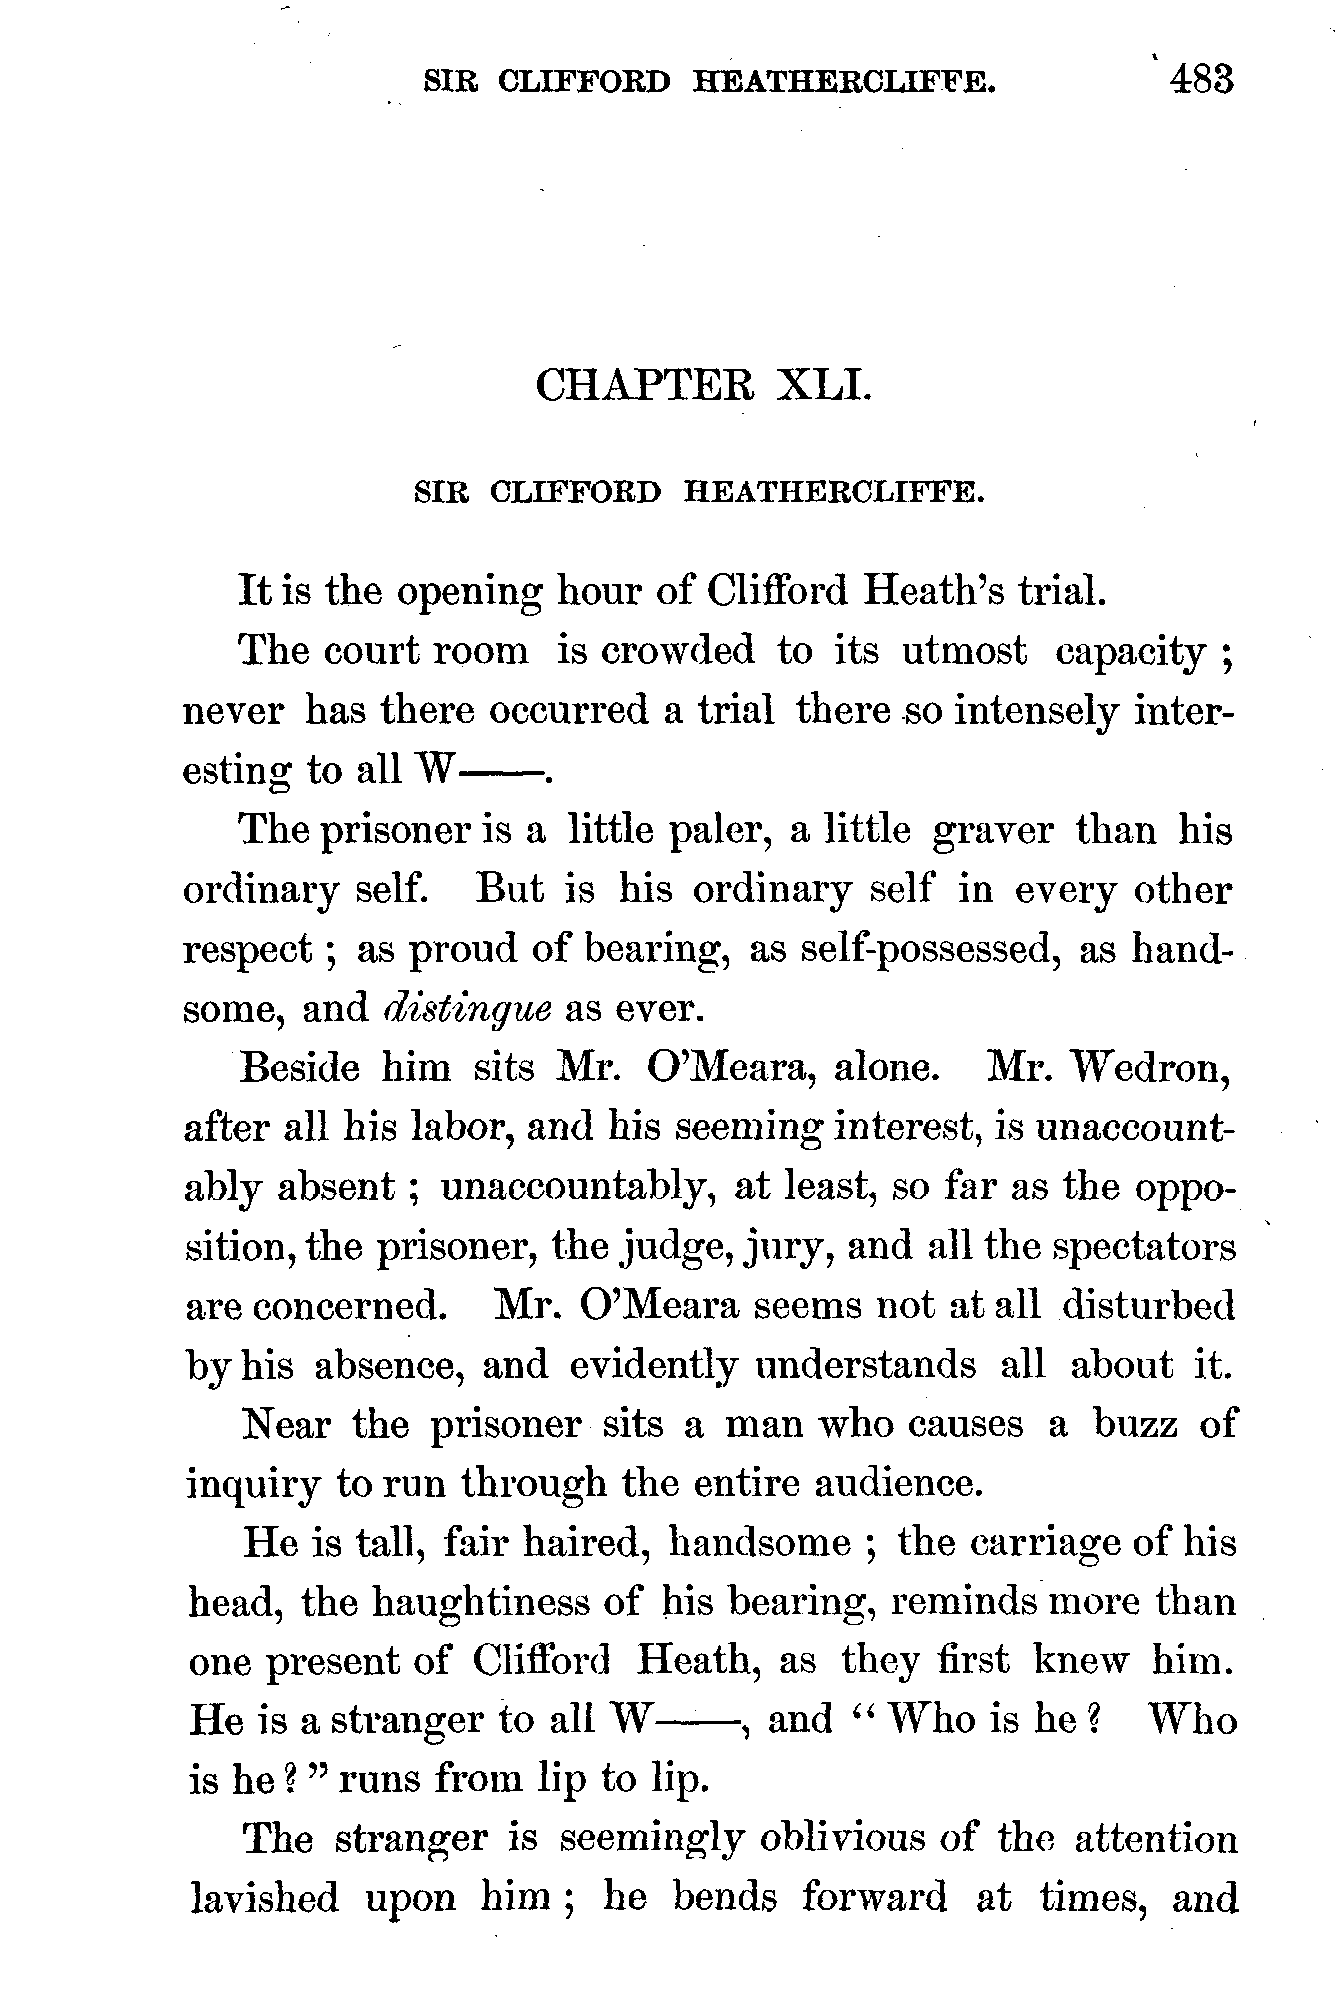 SIR CLIFFORD HEATHERCLIFFE. 483
CHAPTER XLI.
SIR CLIFFORD HEATHERCLIFFE.
It is the opening hour of Clifford Heath's trial.
The court room is crowded to its utmost capacity ;
never has there occurred a trial there so intensely inter-
esting to all W——.
The prisoner is a little paler, a little graver than his
ordinary self. But is his ordinary self in every other
respect ; as proud of bearing, as self-possessed, as hand-
some, and distingue as ever.
Beside him sits Mr. O'Meara, alone. Mr. Wedron,
after all his labor, and his seeming interest, is unaccount-
ably absent ; unaccountably, at least, so far as the oppo-
sition, the prisoner, the judge, jury, and all the spectators
are concerned. Mr. O'Meara seems not at all disturbed
by his absence, and evidently understands all about it.
Near the prisoner sits a man who causes a buzz of
inquiry to run through the entire audience.
He is tall, fair haired, handsome ; the carriage of his
head, the haughtiness of his bearing, reminds more than
one present of Clifford Heath, as they first knew him.
He is a stranger to all W——, and " Who is he ? Who
is he ? " runs from lip to lip.
The stranger is seemingly oblivious of the attention
lavished upon him ; he bends forward at times, and